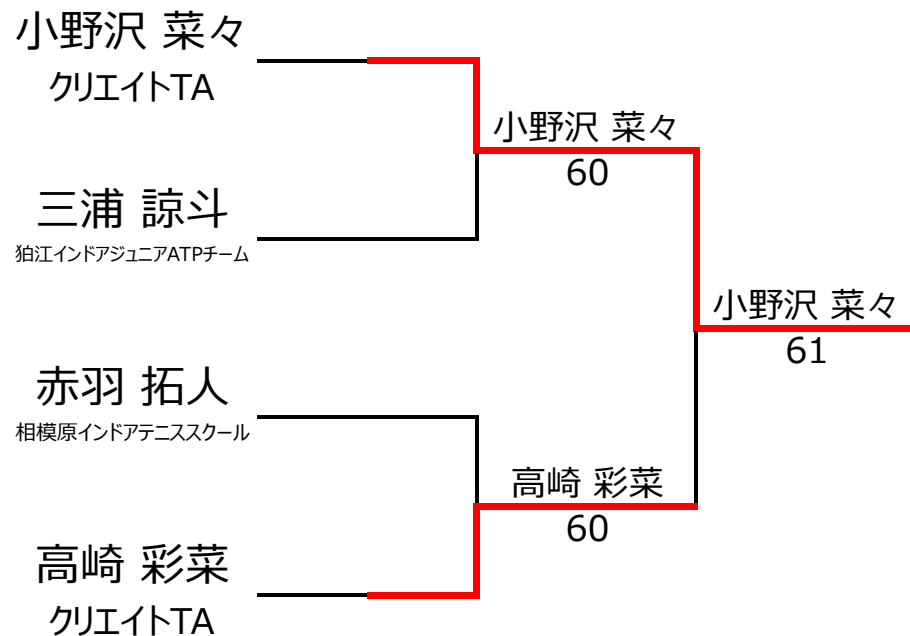 小野沢 菜々
クリエイトTA
小野沢 菜々
60
三浦 諒斗
狛江インドアジュニアATPチーム
小野沢 菜々
61
赤羽 拓人
相模原インドアテニススクール
高崎 彩菜
60
高崎 彩菜
クリエイトTA